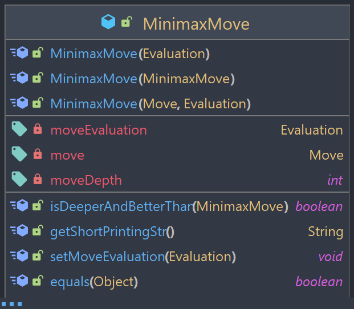 MinimaxMove
MinimaxMove(Evaluation)
MinimaxMove(MinimaxMove)
MinimaxMove(Move, Evaluation)
moveEvaluation Evaluation
move Move
moveDepth int
isDeeperAndBetterThan(MinimaxMove) boolean
getShortPrintingStr() String
setMoveEvaluation(Evaluation) void
equals(Object) boolean